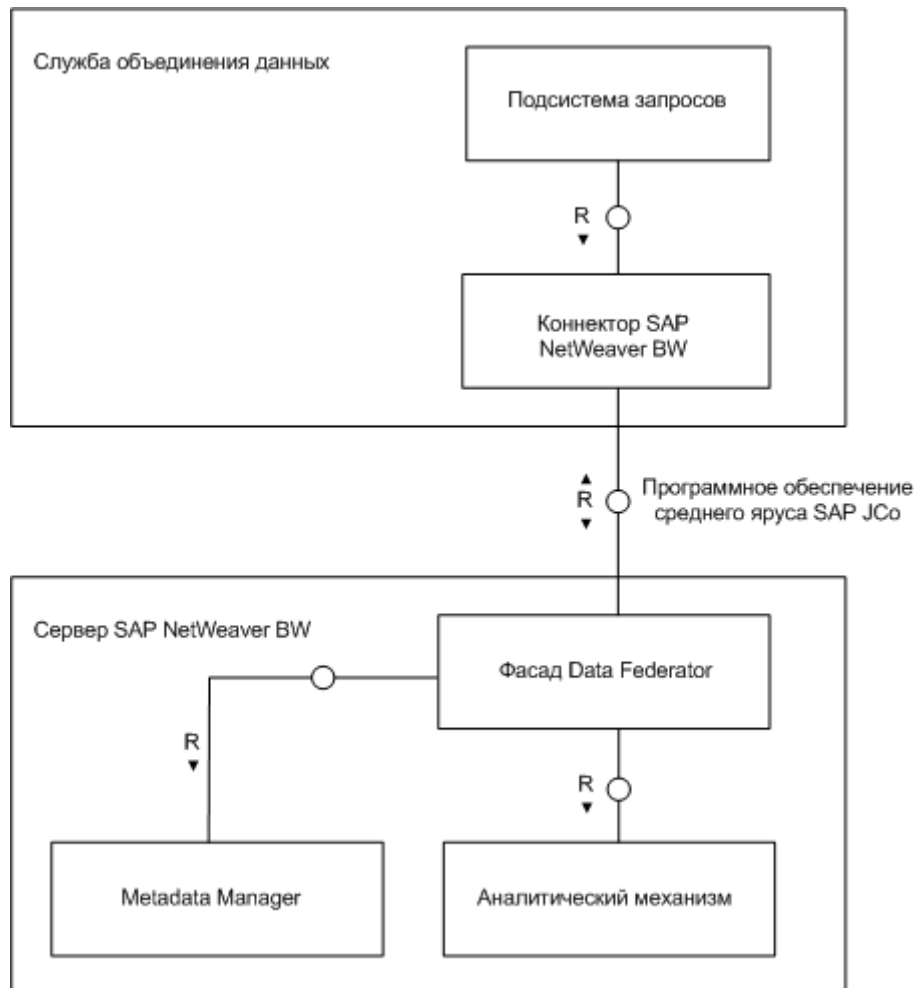 Служба объединения данных
Подсистема запросов
R
Коннектор SAP
NetWeaver BW
R
Программное обеспечение
среднего яруса SAP JCo
Сервер SAP NetWeaver BW
Фасад Data Federator
R
R
Metadata Manager
Аналитический механизм